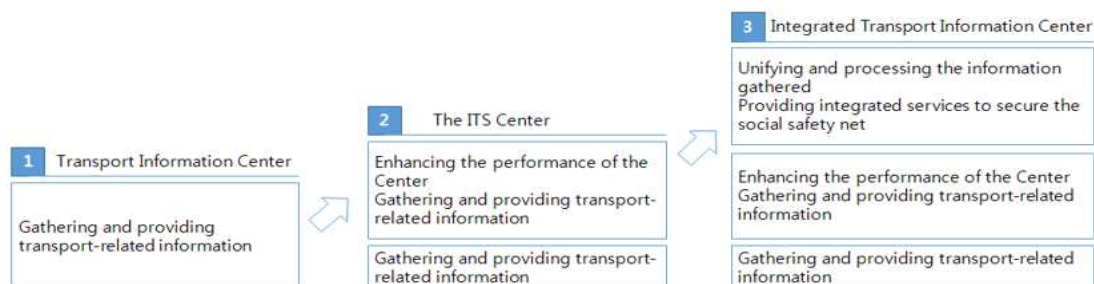 1 Transport Information Center
Gathering and providing
transport-related information
2 The ITS Center
Enhancing the performance of the
Center
Gathering and providing transport-
related information
Gathering and providing transport-
related information
3 Integrated Transport Information Center
Unifying and processing the information
gathered
Providing integrated services to secure the
social safety net
Enhancing the performance of the Center
Gathering and providing transport-related
information
Gathering and providing transport-related
information